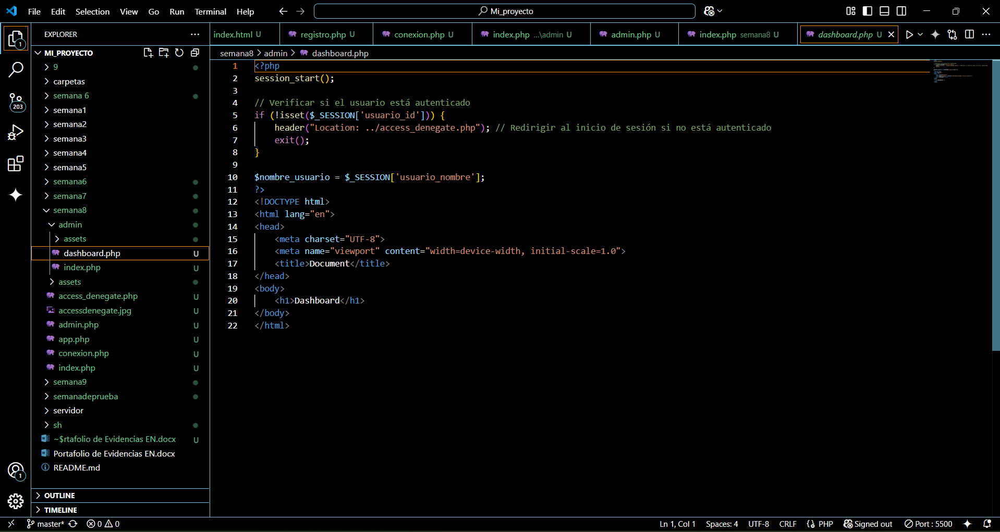 File Edit Selection View Go Run Terminal Help
Mi_proyecto
EXPLORER
index.html U
registro.php U
conexion.php U
index.php ...\admin U
admin.php U
index.php semana8 U
dashboard.php U
MI_PROYECTO
semana8 > admin > dashboard.php
1
203
1
9
carpetas
semana 6
semana1
semana2
semana3
semana4
semana5
semana6
semana7
semana8
admin
assets
dashboard.php U
index.php U
assets
access_denegate.php U
accessdenegate.jpg U
admin.php U
app.php U
conexion.php U
index.php U
semana9
semanadeprueba
servidor
sh
~$rtafolio de Evidencias EN.docx U
Portafolio de Evidencias EN.docx
README.md
OUTLINE
TIMELINE
1 <?php
2 session_start();
3
4 // Verificar si el usuario está autenticado
5 if (!isset($_SESSION['usuario_id'])) {
6 header("Location: ../access_denegate.php"); // Redirigir al inicio de sesión si no está autenticado
7 exit();
8 }
9
10 $nombre_usuario = $_SESSION['usuario_nombre'];
11 ?>
12 <!DOCTYPE html>
13 <html lang="en">
14 <head>
15 <meta charset="UTF-8">
16 <meta name="viewport" content="width=device-width, initial-scale=1.0">
17 <title>Document</title>
18 </head>
19 <body>
20 <h1>Dashboard</h1>
21 </body>
22 </html>
master* 0 0
Ln 1, Col 1 Spaces: 4 UTF-8 CRLF PHP Signed out Port : 5500